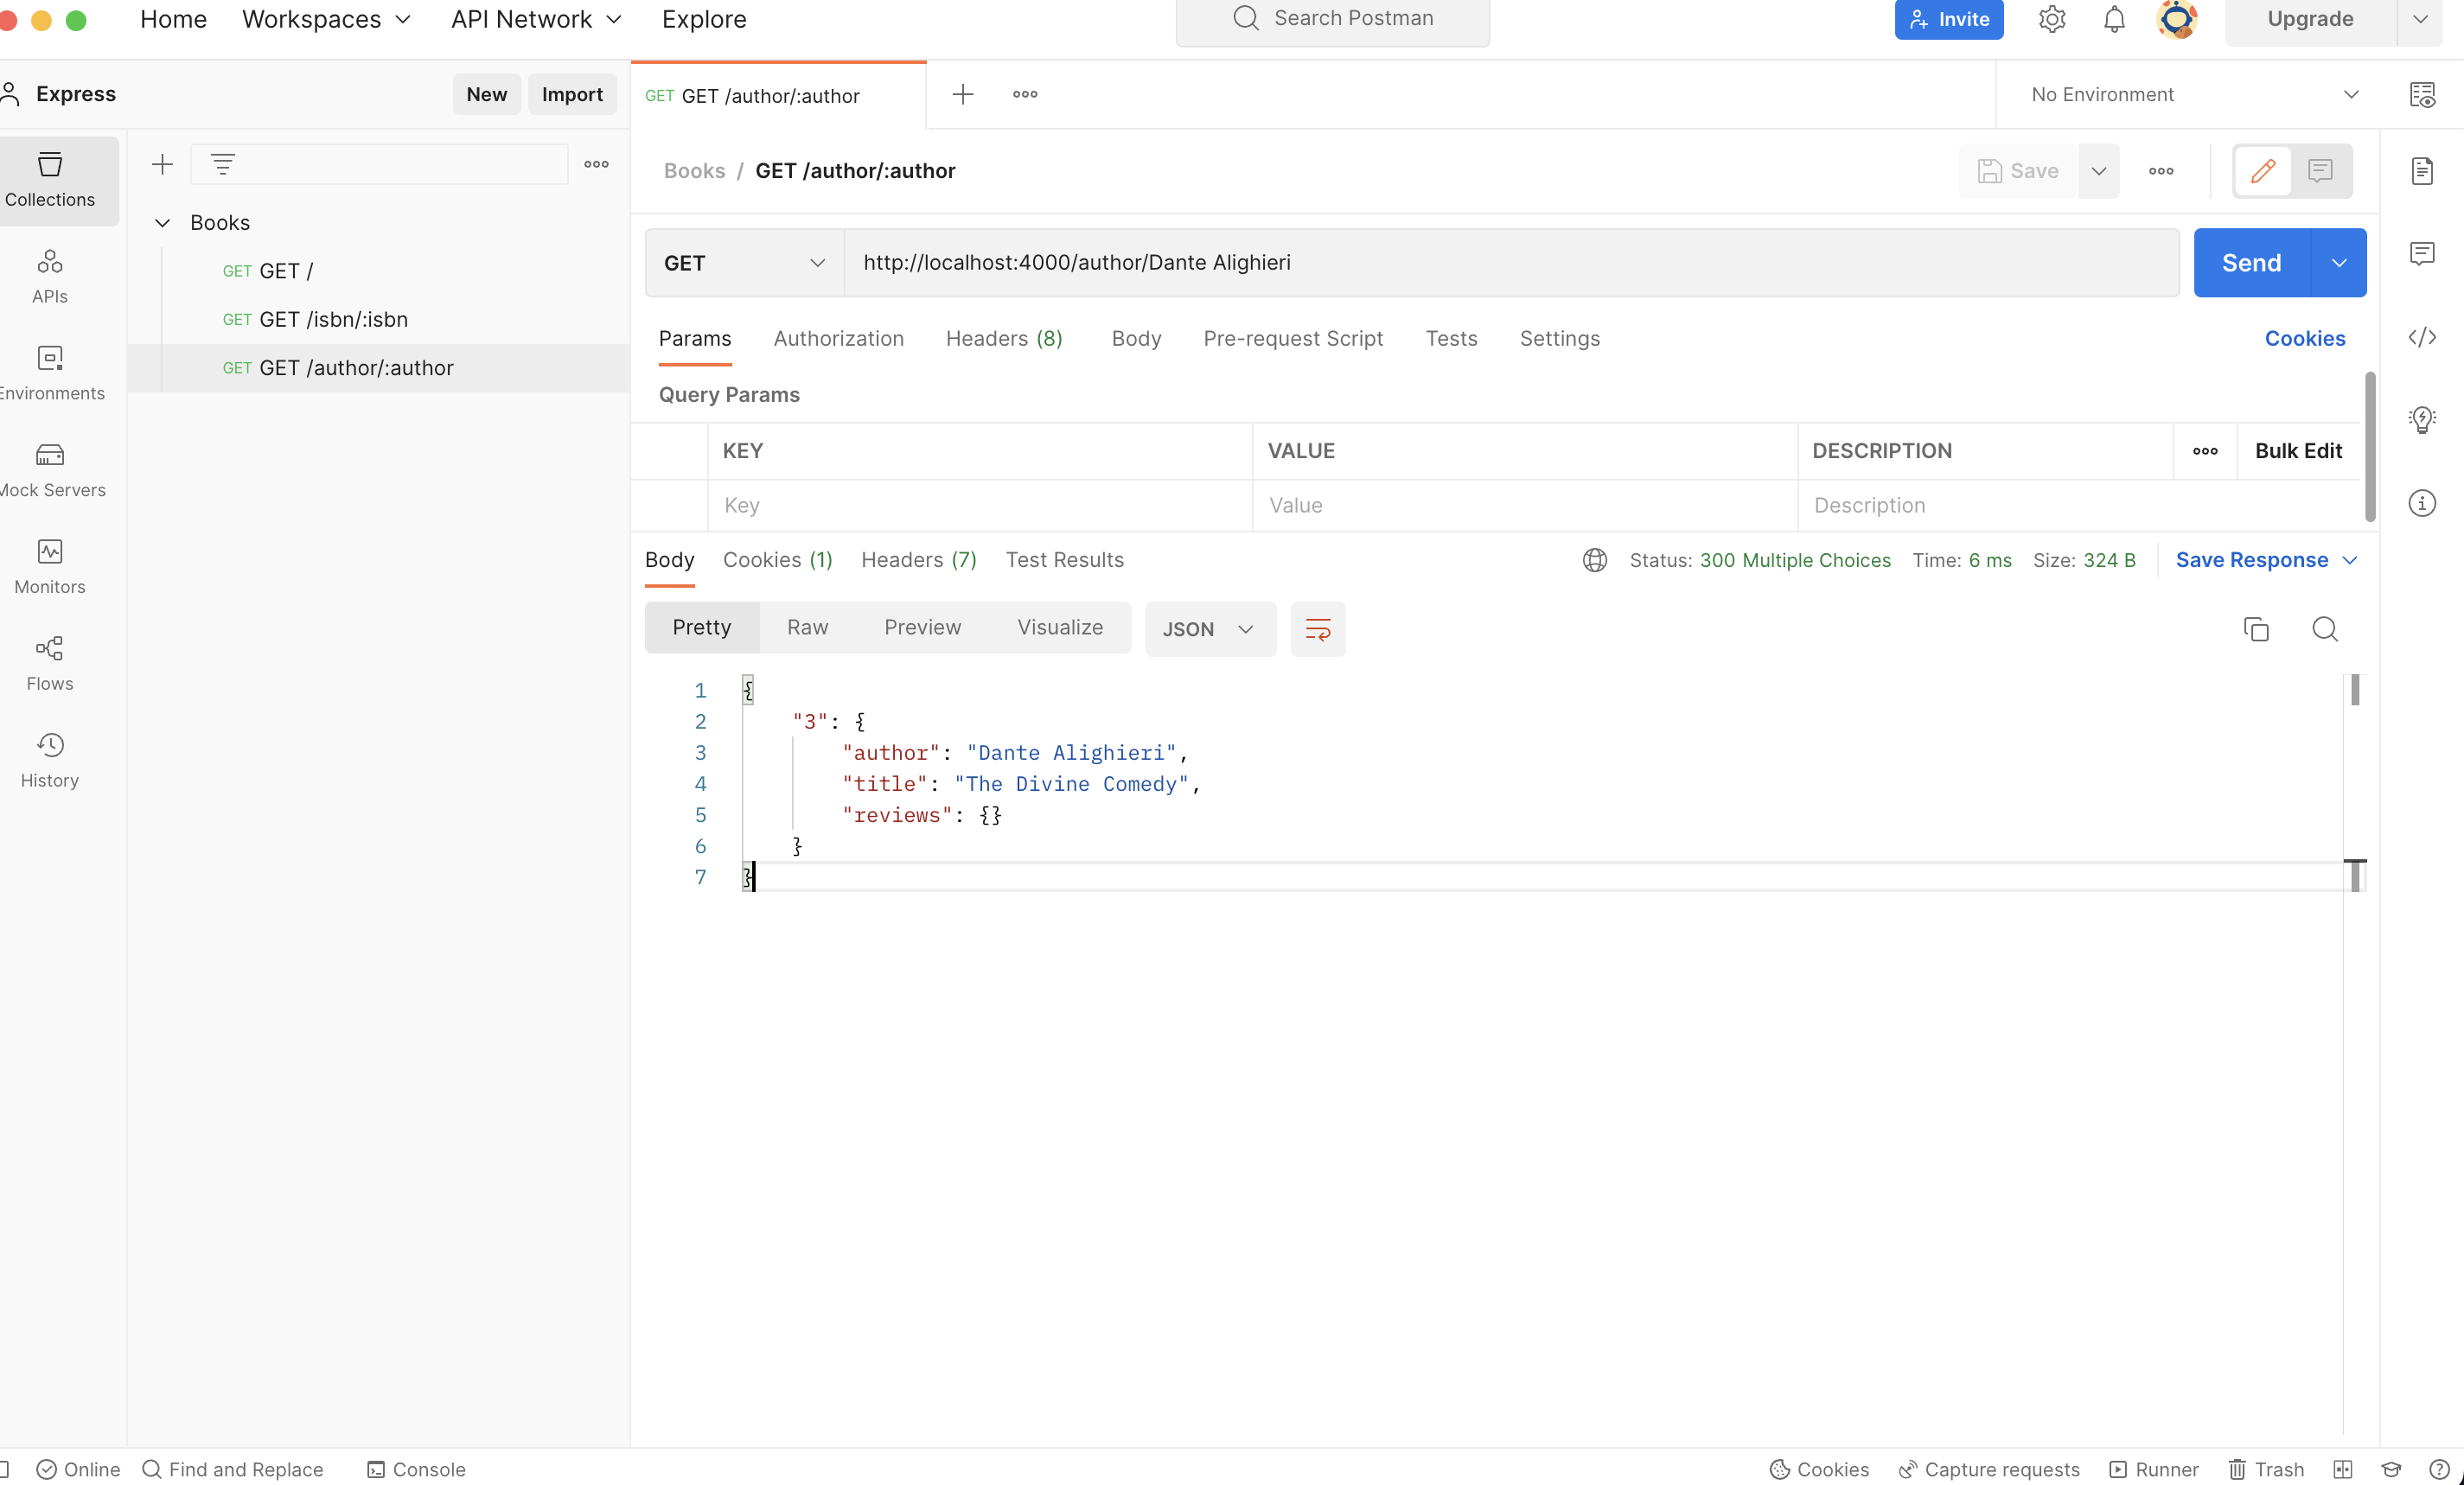 Home Workspaces API Network Explore Search Postman Invite Upgrade
Express New Import GET GET /author/:author No Environment
Collections
APIs
Environments
Mock Servers
Monitors
Flows
History
Books
GET GET /
GET GET /isbn/:isbn
GET GET /author/:author
Books / GET /author/:author Save
GET http://localhost:4000/author/Dante Alighieri Send
Params Authorization Headers (8) Body Pre-request Script Tests Settings Cookies
Query Params
KEY VALUE DESCRIPTION Bulk Edit
Key Value Description
Body Cookies (1) Headers (7) Test Results Status: 300 Multiple Choices Time: 6 ms Size: 324 B Save Response
Pretty Raw Preview Visualize JSON
1 {
2 "3": {
3 "author": "Dante Alighieri",
4 "title": "The Divine Comedy",
5 "reviews": {}
6 }
7 }
Online Find and Replace Console Cookies Capture requests Runner Trash